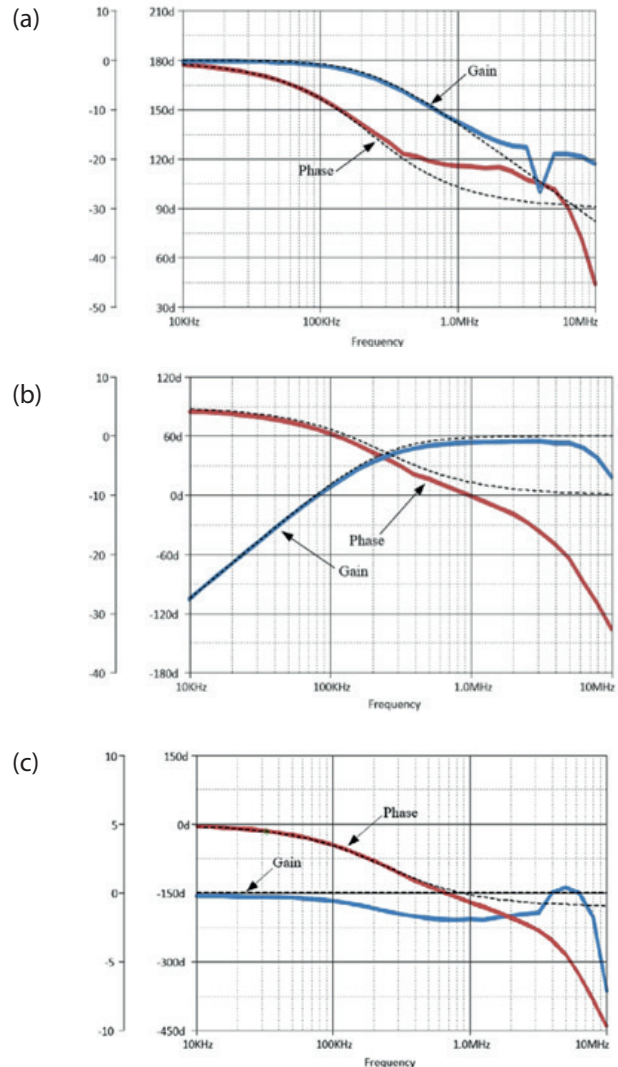 (a)
10
0
-10
-20
-30
-40
-50
210d
180d
150d
120d
90d
60d
30d
Gain
Phase
10KHz
100KHz
1.0MHz
10MHz
Frequency
(b)
10
0
-10
-20
-30
-40
120d
60d
0d
-60d
-120d
-180d
Phase
Gain
10KHz
100KHz
1.0MHz
10MHz
Frequency
(c)
10
5
0
-5
-10
150d
0d
-150d
-300d
-450d
Phase
Gain
10KHz
100KHz
1.0MHz
10MHz
Frequency